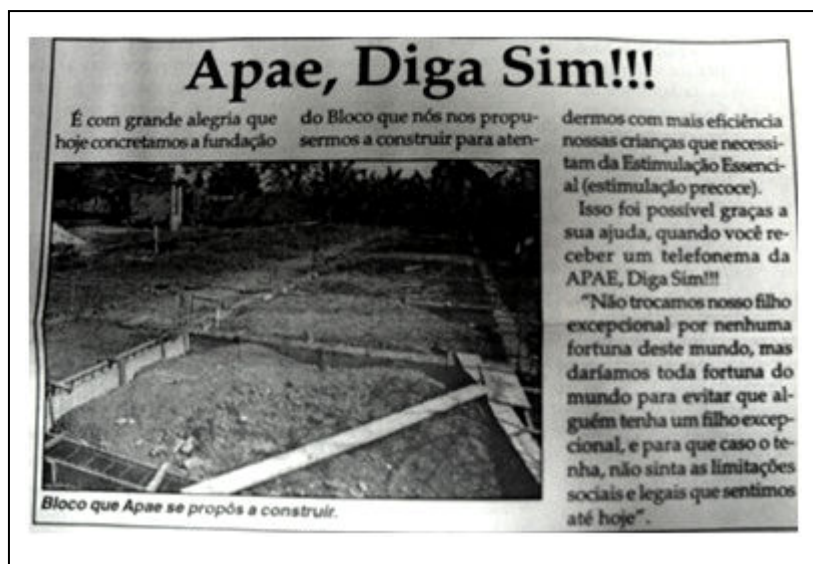 Apae, Diga Sim!!!
É com grande alegria que
hoje concretamos a fundação
do Bloco que nós nos propu-
sermos a construir para aten-
dermos com mais eficiência
nossas crianças que necessi-
tam da Estimulação Essenci-
al (estimulação precoce).
Isso foi possível graças a
sua ajuda, quando você re-
ceber um telefonema da
APAE, Diga Sim!!!
"Não trocamos nosso filho
excepcional por nenhuma
fortuna deste mundo, mas
daríamos toda fortuna do
mundo para evitar que al-
guém tenha um filho excep-
cional, e para que caso o te-
nha, não sinta as limitações
sociais e legais que sentimos
até hoje".
Bloco que Apae se propôs a construir.